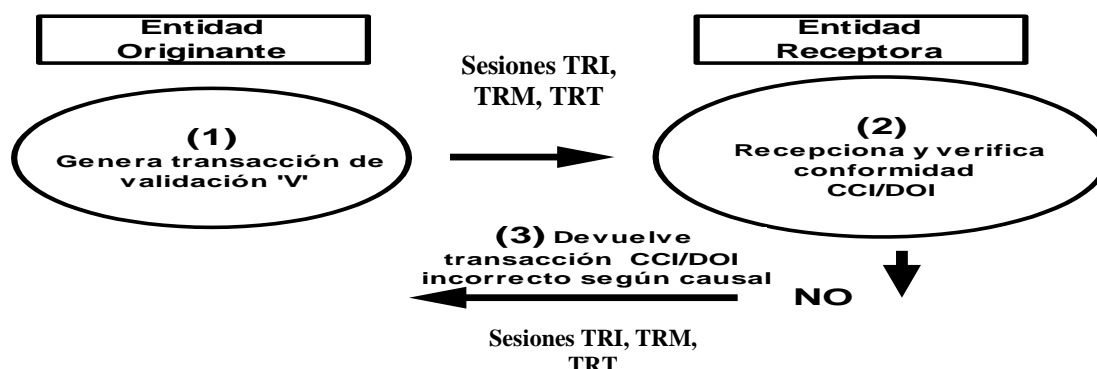 Entidad
Originante
Entidad
Receptora
Sesiones TRI,
TRM, TRT
(1)
Genera transacción de
validación 'V'
(2)
Recepciona y verifica
conformidad
CCI/DOI
(3) Devuelve
transacción CCI/DOI
incorrecto según causal
NO
Sesiones TRI, TRM,
TRT